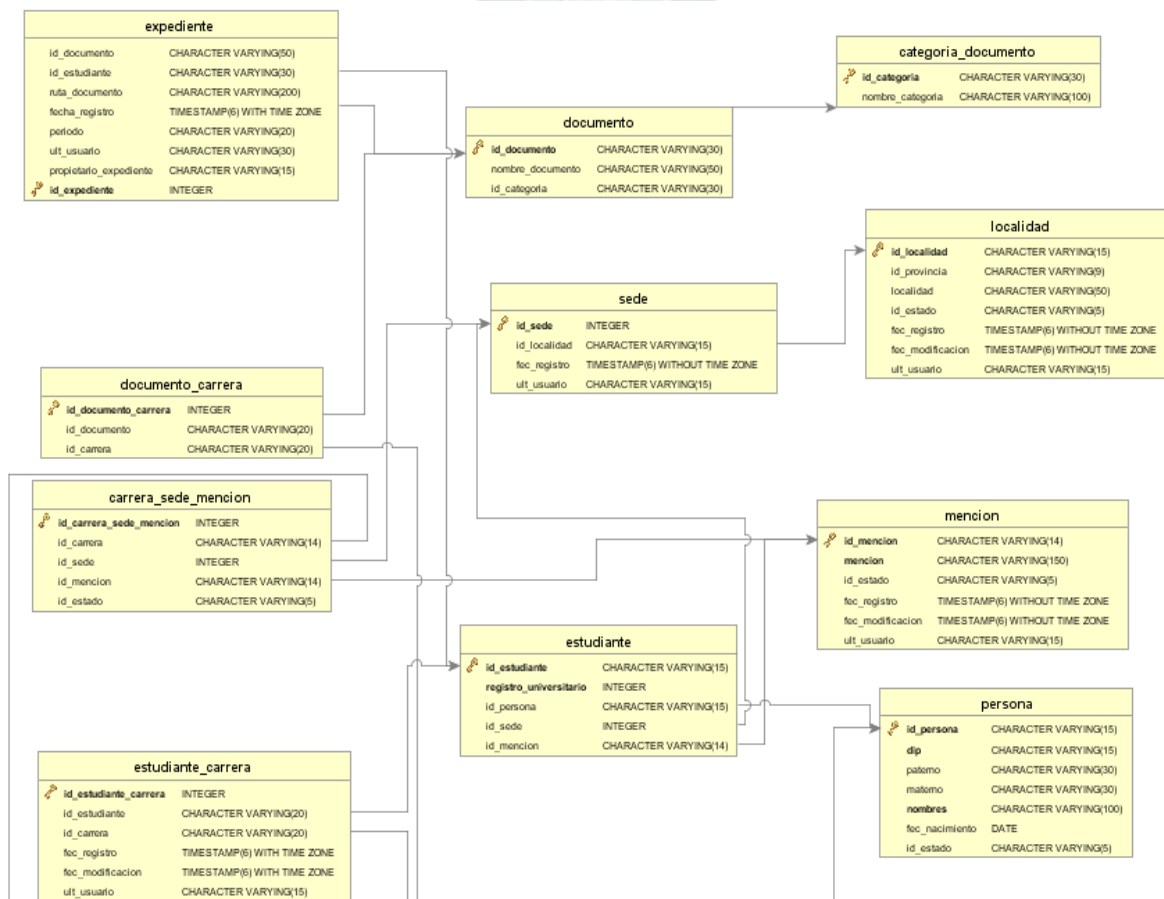 expediente
id_documento CHARACTER VARYING(50)
id_estudiante CHARACTER VARYING(30)
ruta_documento CHARACTER VARYING(200)
fecha_registro TIMESTAMP(6) WITH TIME ZONE
periodo CHARACTER VARYING(20)
ult_usuario CHARACTER VARYING(30)
propietario_expediente CHARACTER VARYING(15)
id_expediente INTEGER
categoria_documento
id_categoria CHARACTER VARYING(30)
nombre_categoria CHARACTER VARYING(100)
documento
id_documento CHARACTER VARYING(30)
nombre_documento CHARACTER VARYING(50)
id_categoria CHARACTER VARYING(30)
localidad
id_localidad CHARACTER VARYING(15)
id_provincia CHARACTER VARYING(9)
localidad CHARACTER VARYING(50)
id_estado CHARACTER VARYING(5)
fec_registro TIMESTAMP(6) WITHOUT TIME ZONE
fec_modificacion TIMESTAMP(6) WITHOUT TIME ZONE
ult_usuario CHARACTER VARYING(15)
sede
id_sede INTEGER
id_localidad CHARACTER VARYING(15)
fec_registro TIMESTAMP(6) WITHOUT TIME ZONE
ult_usuario CHARACTER VARYING(15)
documento_carrera
id_documento_carrera INTEGER
id_documento CHARACTER VARYING(20)
id_carrera CHARACTER VARYING(20)
carrera_sede_mencion
id_carrera_sede_mencion INTEGER
id_carrera CHARACTER VARYING(14)
id_sede INTEGER
id_mencion CHARACTER VARYING(14)
id_estado CHARACTER VARYING(5)
mencion
id_mencion CHARACTER VARYING(14)
mencion CHARACTER VARYING(150)
id_estado CHARACTER VARYING(5)
fec_registro TIMESTAMP(6) WITHOUT TIME ZONE
fec_modificacion TIMESTAMP(6) WITHOUT TIME ZONE
ult_usuario CHARACTER VARYING(15)
estudiante
id_estudiante CHARACTER VARYING(15)
registro_universitario INTEGER
id_persona CHARACTER VARYING(15)
id_sede INTEGER
id_mencion CHARACTER VARYING(14)
persona
id_persona CHARACTER VARYING(15)
dip CHARACTER VARYING(15)
paterno CHARACTER VARYING(30)
materno CHARACTER VARYING(30)
nombres CHARACTER VARYING(100)
fec_nacimiento DATE
id_estado CHARACTER VARYING(5)
estudiante_carrera
id_estudiante_carrera INTEGER
id_estudiante CHARACTER VARYING(20)
id_carrera CHARACTER VARYING(20)
fec_registro TIMESTAMP(6) WITH TIME ZONE
fec_modificacion TIMESTAMP(6) WITH TIME ZONE
ult_usuario CHARACTER VARYING(15)